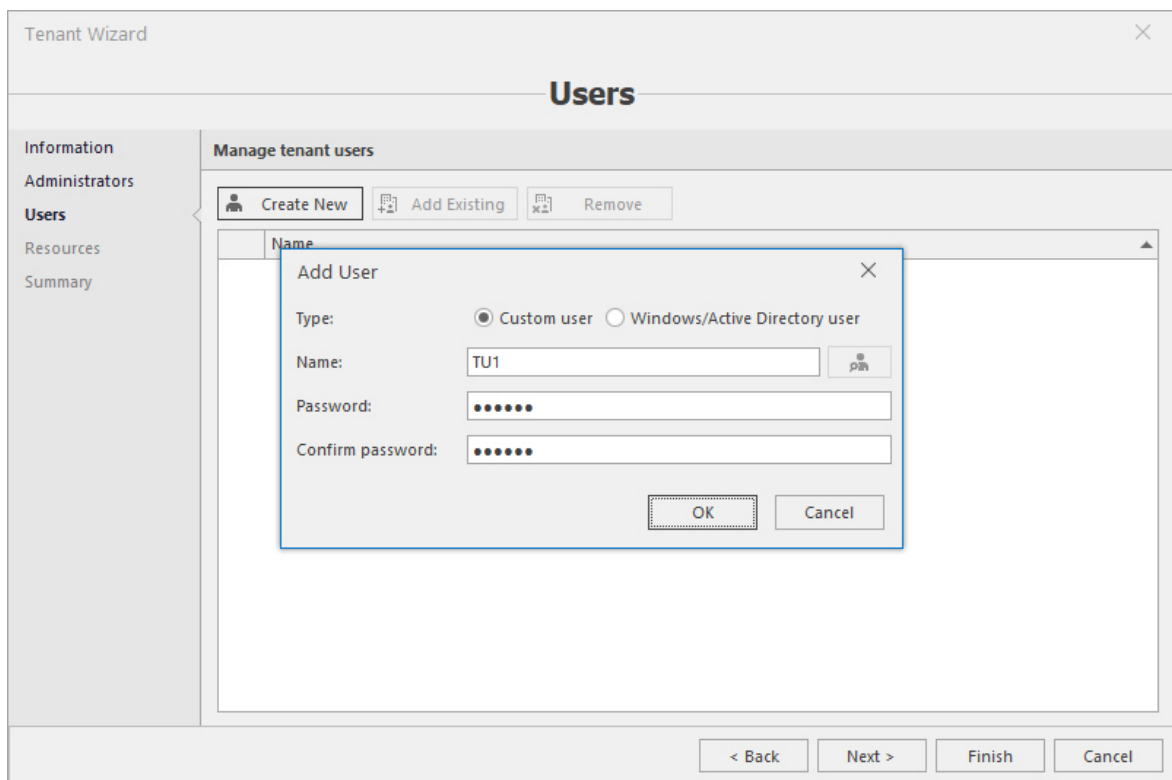 Tenant Wizard
Users
Information
Administrators
Users
Resources
Summary
Manage tenant users
Create New Add Existing Remove
Name
Add User
Type: Custom user Windows/Active Directory user
Name: TU1
Password: ●●●●●●
Confirm password: ●●●●●●
OK Cancel
< Back Next > Finish Cancel